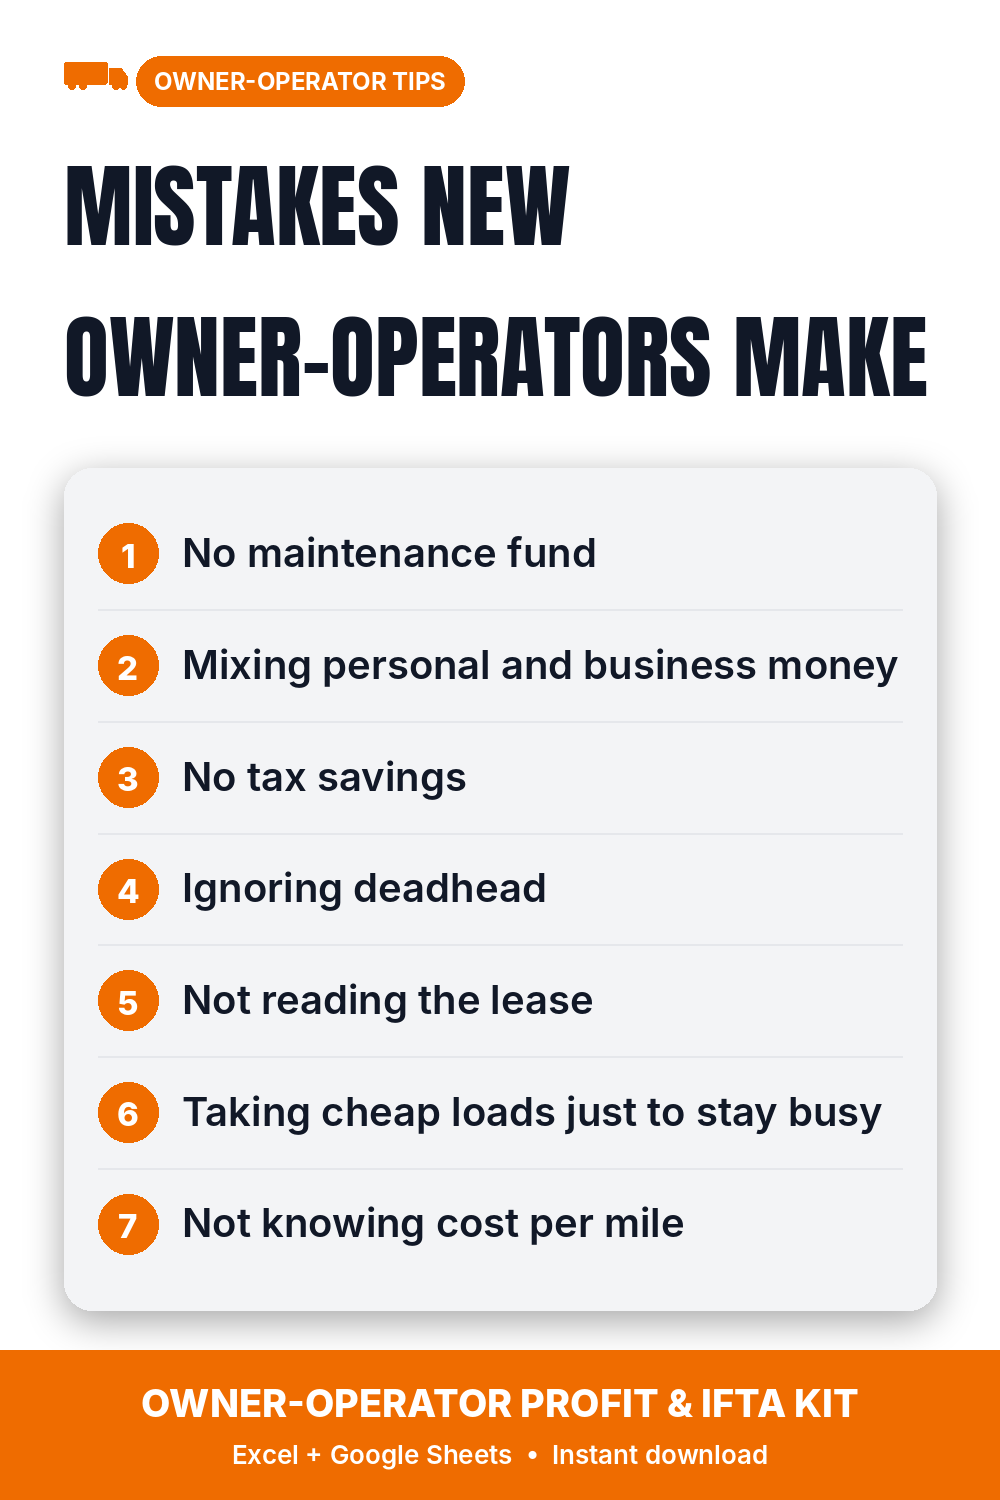 OWNER-OPERATOR TIPS
MISTAKES NEW
OWNER-OPERATORS MAKE
1 No maintenance fund
2 Mixing personal and business money
3 No tax savings
4 Ignoring deadhead
5 Not reading the lease
6 Taking cheap loads just to stay busy
7 Not knowing cost per mile
OWNER-OPERATOR PROFIT & IFTA KIT
Excel + Google Sheets • Instant download